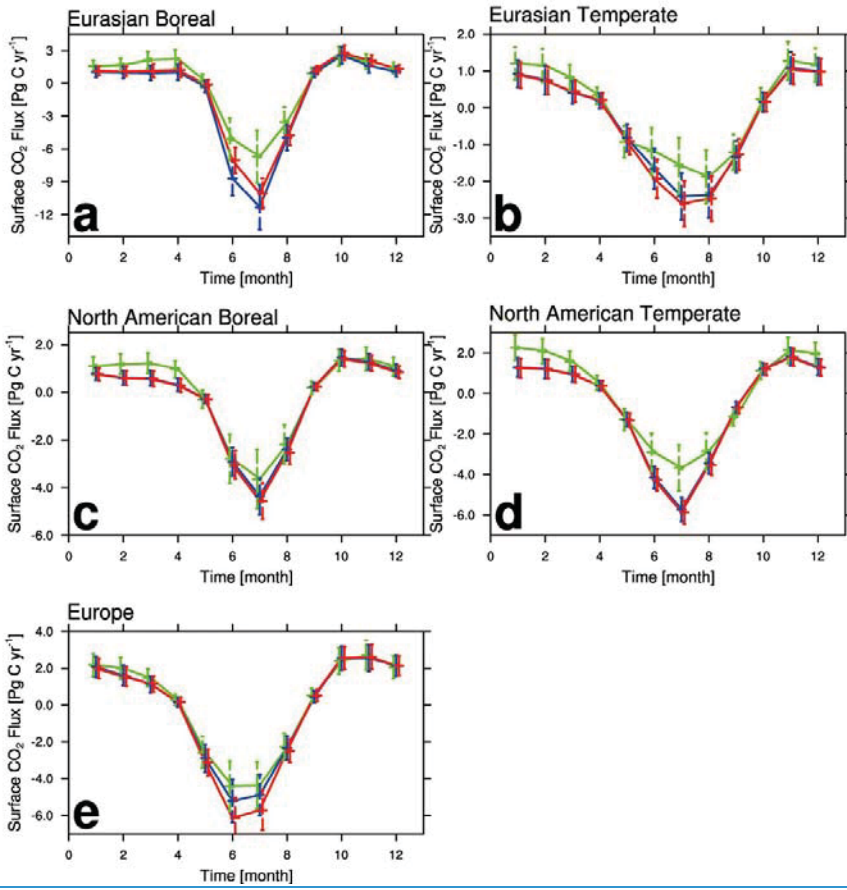 Eurasian Boreal
Surface CO₂ Flux [Pg C yr⁻¹]
3
0
-3
-6
-9
-12
a
0 2 4 6 8 10 12
Time [month]
Eurasian Temperate
Surface CO₂ Flux [Pg C yr⁻¹]
2.0
1.0
0.0
-1.0
-2.0
-3.0
b
0 2 4 6 8 10 12
Time [month]
North American Boreal
Surface CO₂ Flux [Pg C yr⁻¹]
2.0
0.0
-2.0
-4.0
-6.0
c
0 2 4 6 8 10 12
Time [month]
North American Temperate
Surface CO₂ Flux [Pg C yr⁻¹]
2.0
0.0
-2.0
-4.0
-6.0
d
0 2 4 6 8 10 12
Time [month]
Europe
Surface CO₂ Flux [Pg C yr⁻¹]
4.0
2.0
0.0
-2.0
-4.0
-6.0
e
0 2 4 6 8 10 12
Time [month]